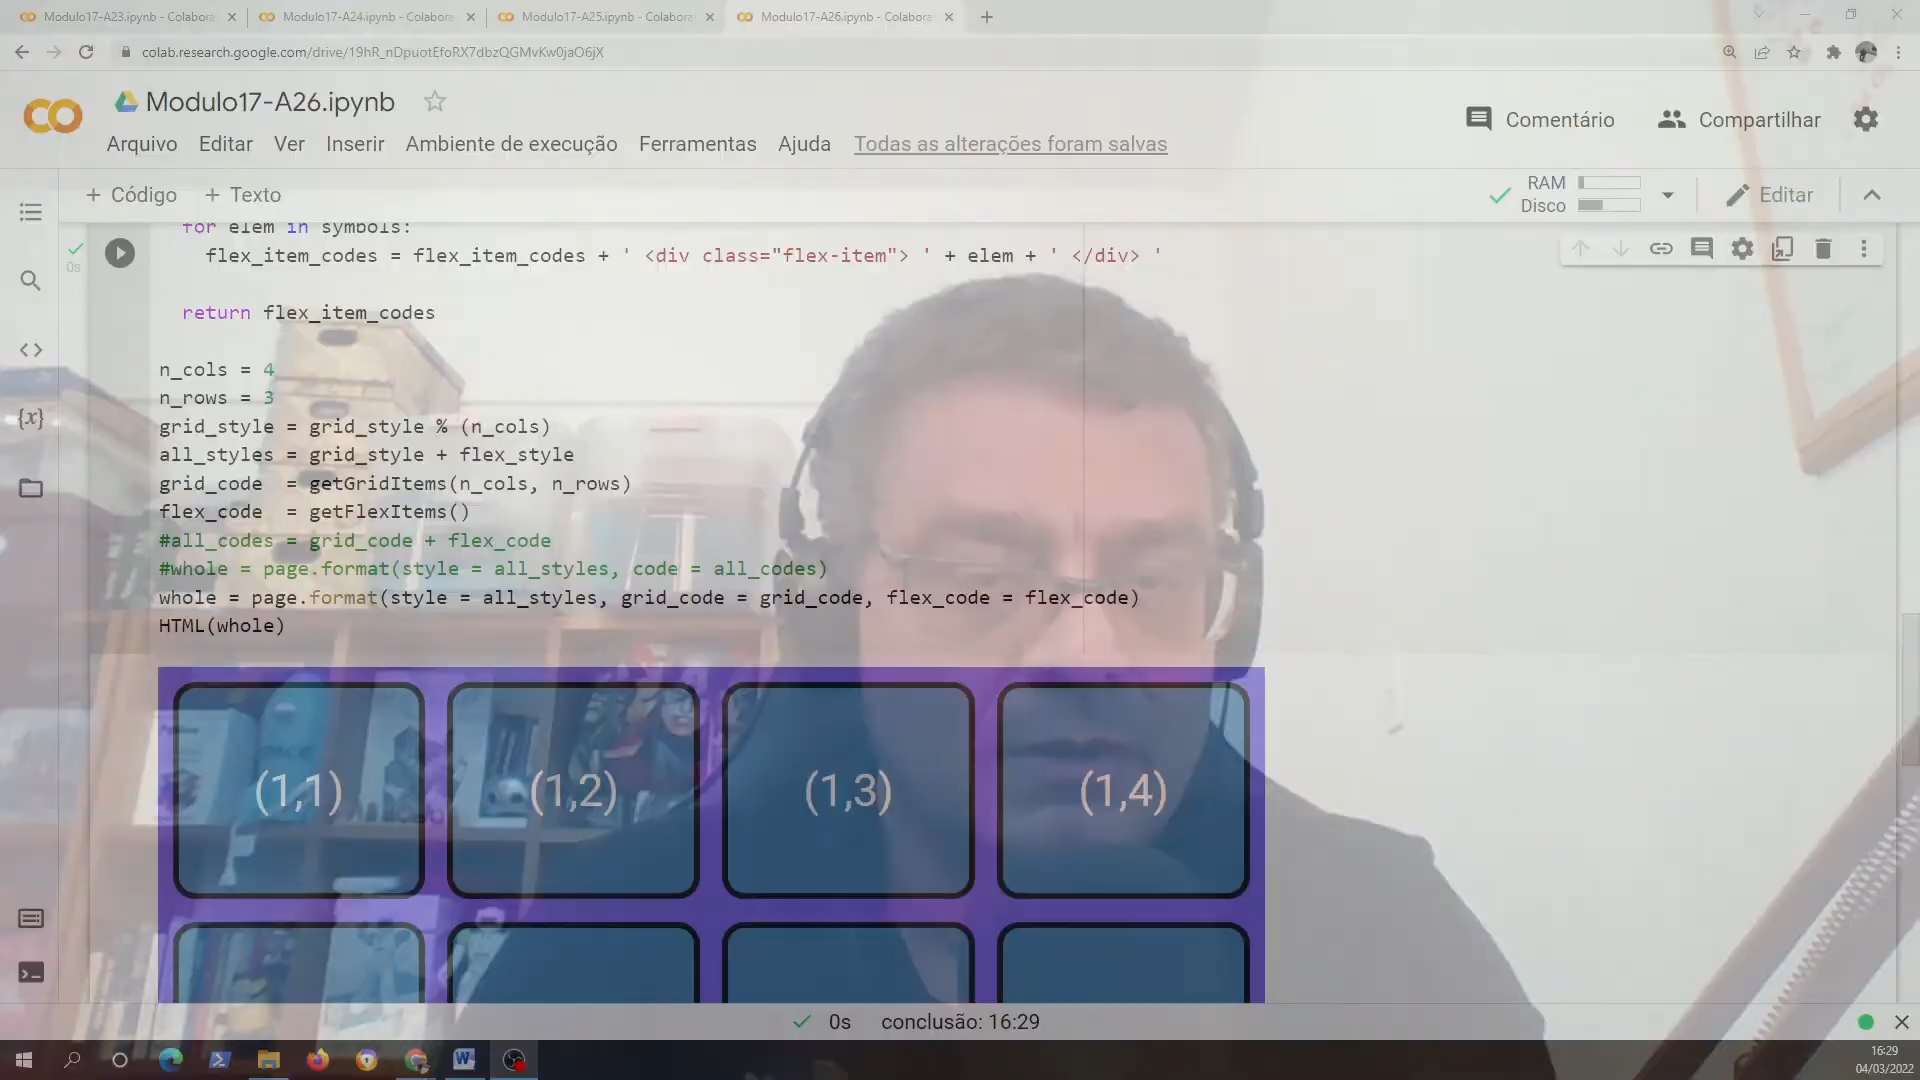 Modulo17-A23.ipynb - Colabora
Modulo17-A24.ipynb - Colabora
Modulo17-A25.ipynb - Colabora
Modulo17-A26.ipynb - Colabora
colab.research.google.com/drive/19hR_nDpuotEfoRX7dbzQGMvKw0jaO6jX
Modulo17-A26.ipynb
Comentário
Compartilhar
Arquivo Editar Ver Inserir Ambiente de execução Ferramentas Ajuda Todas as alterações foram salvas
+ Código + Texto
RAM
Disco
Editar
for elem in symbols:
flex_item_codes = flex_item_codes + ' <div class="flex-item"> ' + elem + ' </div> '
0s
return flex_item_codes
n_cols = 4
n_rows = 3
grid_style = grid_style % (n_cols)
all_styles = grid_style + flex_style
grid_code = getGridItems(n_cols, n_rows)
flex_code = getFlexItems()
#all_codes = grid_code + flex_code
#whole = page.format(style = all_styles, code = all_codes)
whole = page.format(style = all_styles, grid_code = grid_code, flex_code = flex_code)
HTML(whole)
(1,1) (1,2) (1,3) (1,4)
0s conclusão: 16:29
16:29
04/03/2022